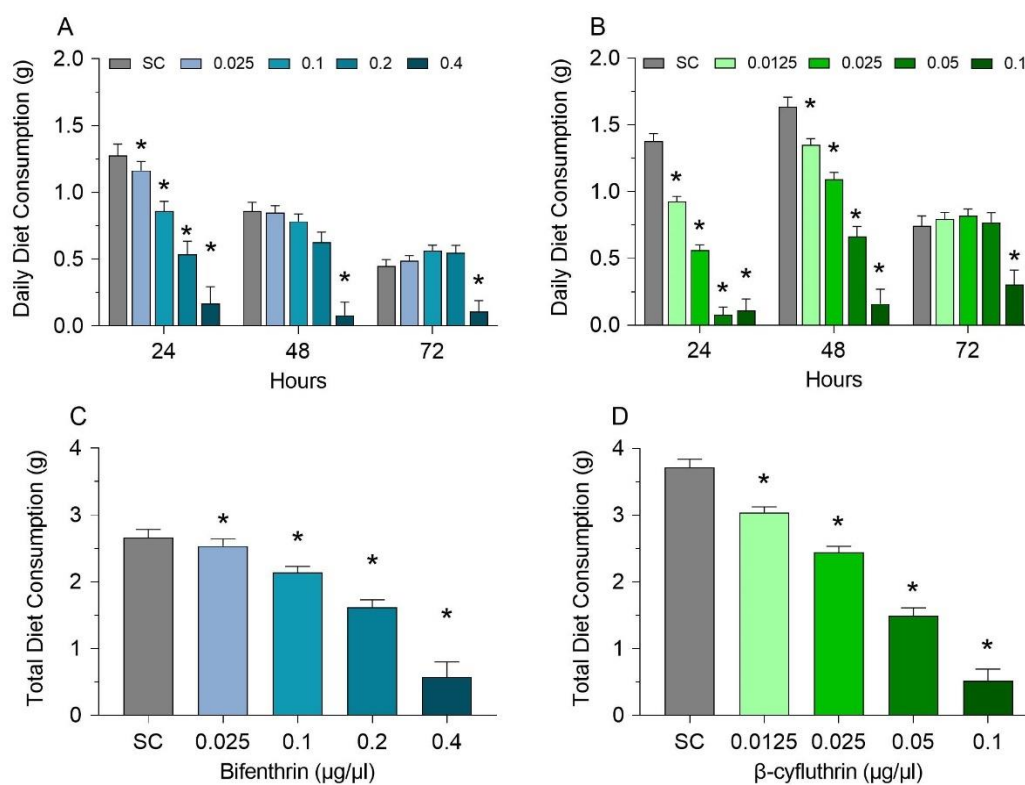 A
SC 0.025 0.1 0.2 0.4
Daily Diet Consumption (g)
2.0
1.5
1.0
0.5
0.0
* * * * *
24 48 72
Hours
B
SC 0.0125 0.025 0.05 0.1
Daily Diet Consumption (g)
2.0
1.5
1.0
0.5
0.0
* * * * * * * * *
24 48 72
Hours
C
Total Diet Consumption (g)
4
3
2
1
0
* * * *
SC 0.025 0.1 0.2 0.4
Bifenthrin (µg/µl)
D
Total Diet Consumption (g)
4
3
2
1
0
* * * *
SC 0.0125 0.025 0.05 0.1
β-cyfluthrin (µg/µl)